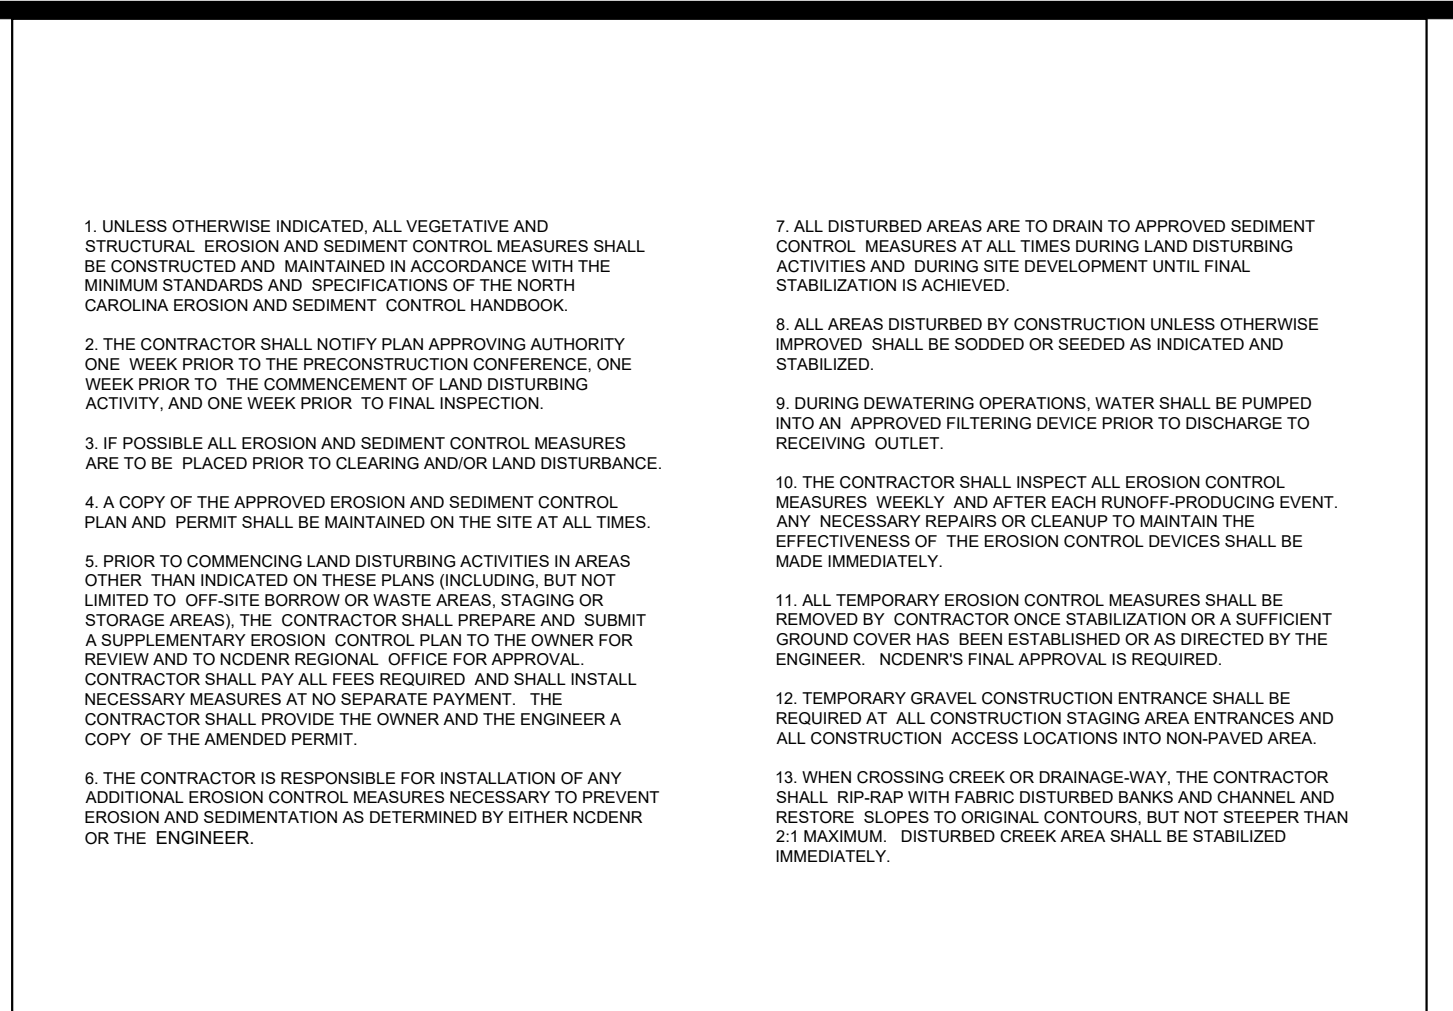 1. UNLESS OTHERWISE INDICATED, ALL VEGETATIVE AND
STRUCTURAL EROSION AND SEDIMENT CONTROL MEASURES SHALL
BE CONSTRUCTED AND MAINTAINED IN ACCORDANCE WITH THE
MINIMUM STANDARDS AND SPECIFICATIONS OF THE NORTH
CAROLINA EROSION AND SEDIMENT CONTROL HANDBOOK.
2. THE CONTRACTOR SHALL NOTIFY PLAN APPROVING AUTHORITY
ONE WEEK PRIOR TO THE PRECONSTRUCTION CONFERENCE, ONE
WEEK PRIOR TO THE COMMENCEMENT OF LAND DISTURBING
ACTIVITY, AND ONE WEEK PRIOR TO FINAL INSPECTION.
3. IF POSSIBLE ALL EROSION AND SEDIMENT CONTROL MEASURES
ARE TO BE PLACED PRIOR TO CLEARING AND/OR LAND DISTURBANCE.
4. A COPY OF THE APPROVED EROSION AND SEDIMENT CONTROL
PLAN AND PERMIT SHALL BE MAINTAINED ON THE SITE AT ALL TIMES.
5. PRIOR TO COMMENCING LAND DISTURBING ACTIVITIES IN AREAS
OTHER THAN INDICATED ON THESE PLANS (INCLUDING, BUT NOT
LIMITED TO OFF-SITE BORROW OR WASTE AREAS, STAGING OR
STORAGE AREAS), THE CONTRACTOR SHALL PREPARE AND SUBMIT
A SUPPLEMENTARY EROSION CONTROL PLAN TO THE OWNER FOR
REVIEW AND TO NCDENR REGIONAL OFFICE FOR APPROVAL.
CONTRACTOR SHALL PAY ALL FEES REQUIRED AND SHALL INSTALL
NECESSARY MEASURES AT NO SEPARATE PAYMENT. THE
CONTRACTOR SHALL PROVIDE THE OWNER AND THE ENGINEER A
COPY OF THE AMENDED PERMIT.
6. THE CONTRACTOR IS RESPONSIBLE FOR INSTALLATION OF ANY
ADDITIONAL EROSION CONTROL MEASURES NECESSARY TO PREVENT
EROSION AND SEDIMENTATION AS DETERMINED BY EITHER NCDENR
OR THE ENGINEER.
7. ALL DISTURBED AREAS ARE TO DRAIN TO APPROVED SEDIMENT
CONTROL MEASURES AT ALL TIMES DURING LAND DISTURBING
ACTIVITIES AND DURING SITE DEVELOPMENT UNTIL FINAL
STABILIZATION IS ACHIEVED.
8. ALL AREAS DISTURBED BY CONSTRUCTION UNLESS OTHERWISE
IMPROVED SHALL BE SODDED OR SEEDED AS INDICATED AND
STABILIZED.
9. DURING DEWATERING OPERATIONS, WATER SHALL BE PUMPED
INTO AN APPROVED FILTERING DEVICE PRIOR TO DISCHARGE TO
RECEIVING OUTLET.
10. THE CONTRACTOR SHALL INSPECT ALL EROSION CONTROL
MEASURES WEEKLY AND AFTER EACH RUNOFF-PRODUCING EVENT.
ANY NECESSARY REPAIRS OR CLEANUP TO MAINTAIN THE
EFFECTIVENESS OF THE EROSION CONTROL DEVICES SHALL BE
MADE IMMEDIATELY.
11. ALL TEMPORARY EROSION CONTROL MEASURES SHALL BE
REMOVED BY CONTRACTOR ONCE STABILIZATION OR A SUFFICIENT
GROUND COVER HAS BEEN ESTABLISHED OR AS DIRECTED BY THE
ENGINEER. NCDENR'S FINAL APPROVAL IS REQUIRED.
12. TEMPORARY GRAVEL CONSTRUCTION ENTRANCE SHALL BE
REQUIRED AT ALL CONSTRUCTION STAGING AREA ENTRANCES AND
ALL CONSTRUCTION ACCESS LOCATIONS INTO NON-PAVED AREA.
13. WHEN CROSSING CREEK OR DRAINAGE-WAY, THE CONTRACTOR
SHALL RIP-RAP WITH FABRIC DISTURBED BANKS AND CHANNEL AND
RESTORE SLOPES TO ORIGINAL CONTOURS, BUT NOT STEEPER THAN
2:1 MAXIMUM. DISTURBED CREEK AREA SHALL BE STABILIZED
IMMEDIATELY.